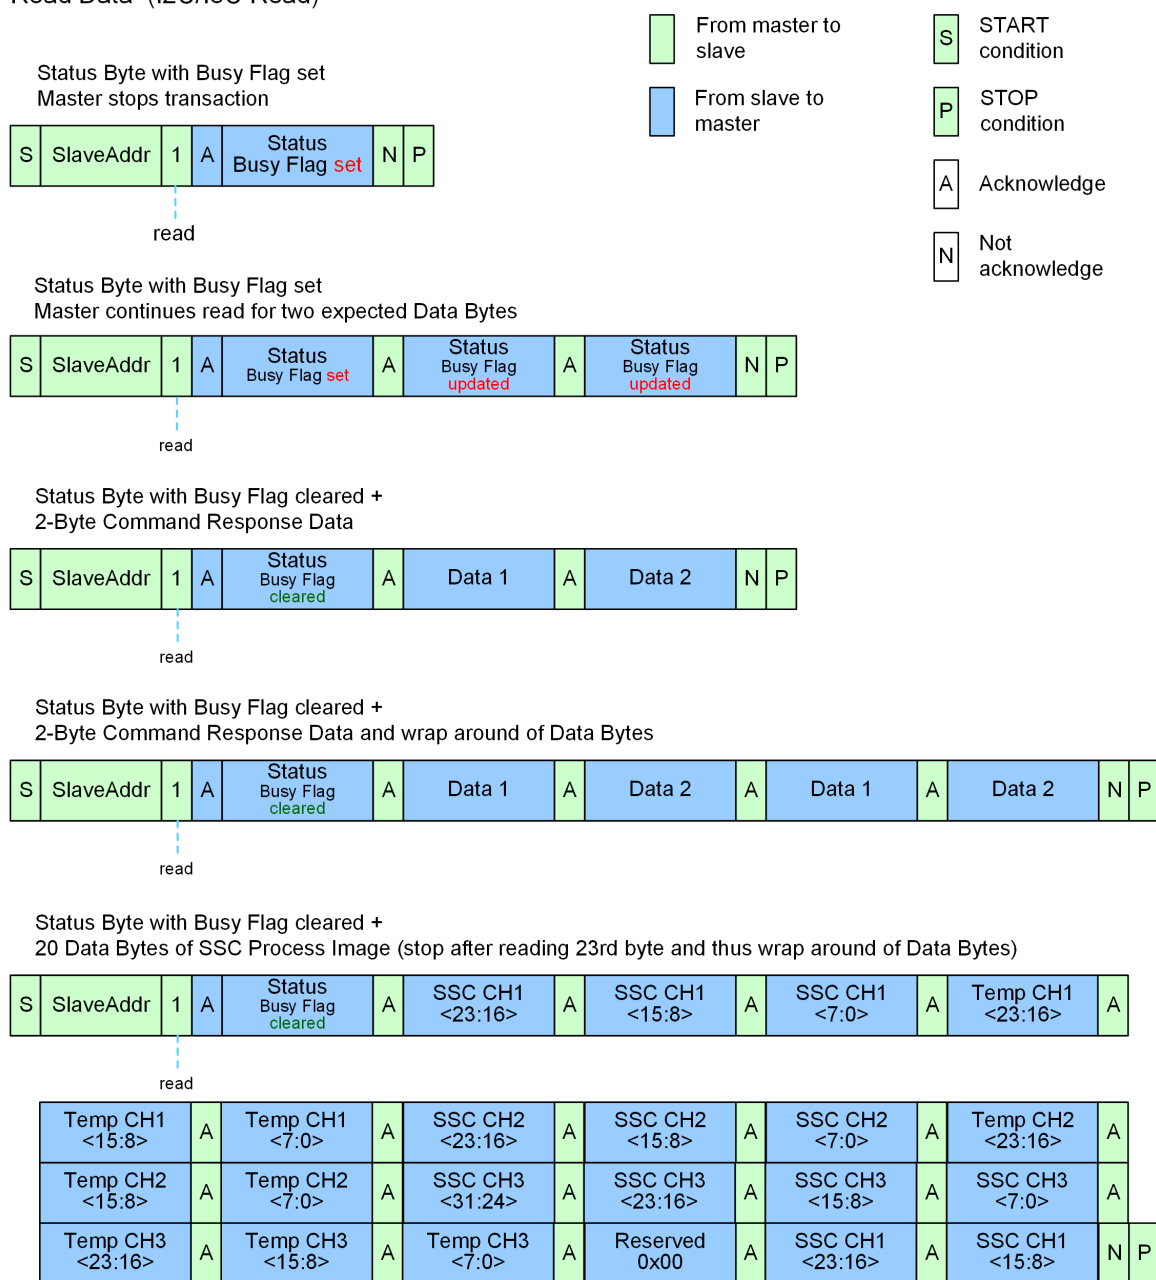 Read Data (I2C/I3C Read)
From master to
slave
S
START
condition
From slave to
master
P
STOP
condition
A
Acknowledge
N
Not
acknowledge
Status Byte with Busy Flag set
Master stops transaction
S SlaveAddr 1 A Status N P
Busy Flag set
read
Status Byte with Busy Flag set
Master continues read for two expected Data Bytes
S SlaveAddr 1 A Status A Status A Status N P
Busy Flag set Busy Flag Busy Flag
updated updated
read
Status Byte with Busy Flag cleared +
2-Byte Command Response Data
S SlaveAddr 1 A Status A Data 1 A Data 2 N P
Busy Flag
cleared
read
Status Byte with Busy Flag cleared +
2-Byte Command Response Data and wrap around of Data Bytes
S SlaveAddr 1 A Status A Data 1 A Data 2 A Data 1 A Data 2 N P
Busy Flag
cleared
read
Status Byte with Busy Flag cleared +
20 Data Bytes of SSC Process Image (stop after reading 23rd byte and thus wrap around of Data Bytes)
S SlaveAddr 1 A Status A SSC CH1 A SSC CH1 A SSC CH1 A Temp CH1 A
Busy Flag <23:16> <15:8> <7:0> <23:16>
cleared
read
Temp CH1 A Temp CH1 A SSC CH2 A SSC CH2 A SSC CH2 A Temp CH2 A
<15:8> <7:0> <23:16> <15:8> <7:0> <23:16>
Temp CH2 A Temp CH2 A SSC CH3 A SSC CH3 A SSC CH3 A SSC CH3 A
<15:8> <7:0> <31:24> <23:16> <15:8> <7:0>
Temp CH3 A Temp CH3 A Temp CH3 A Reserved A SSC CH1 A SSC CH1 N P
<23:16> <15:8> <7:0> 0x00 <23:16> <15:8>